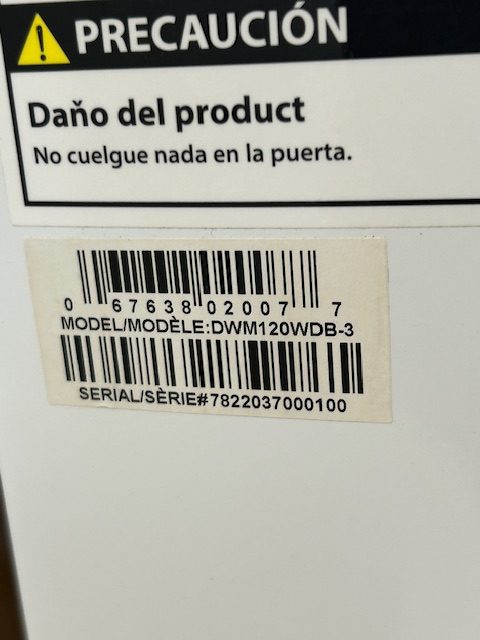 PRECAUCIÓN
Daňo del product
No cuelgue nada en la puerta.
0 67638 02007 7
MODEL/MODÈLE:DWM120WDB-3
SERIAL/SÈRIE#7822037000100